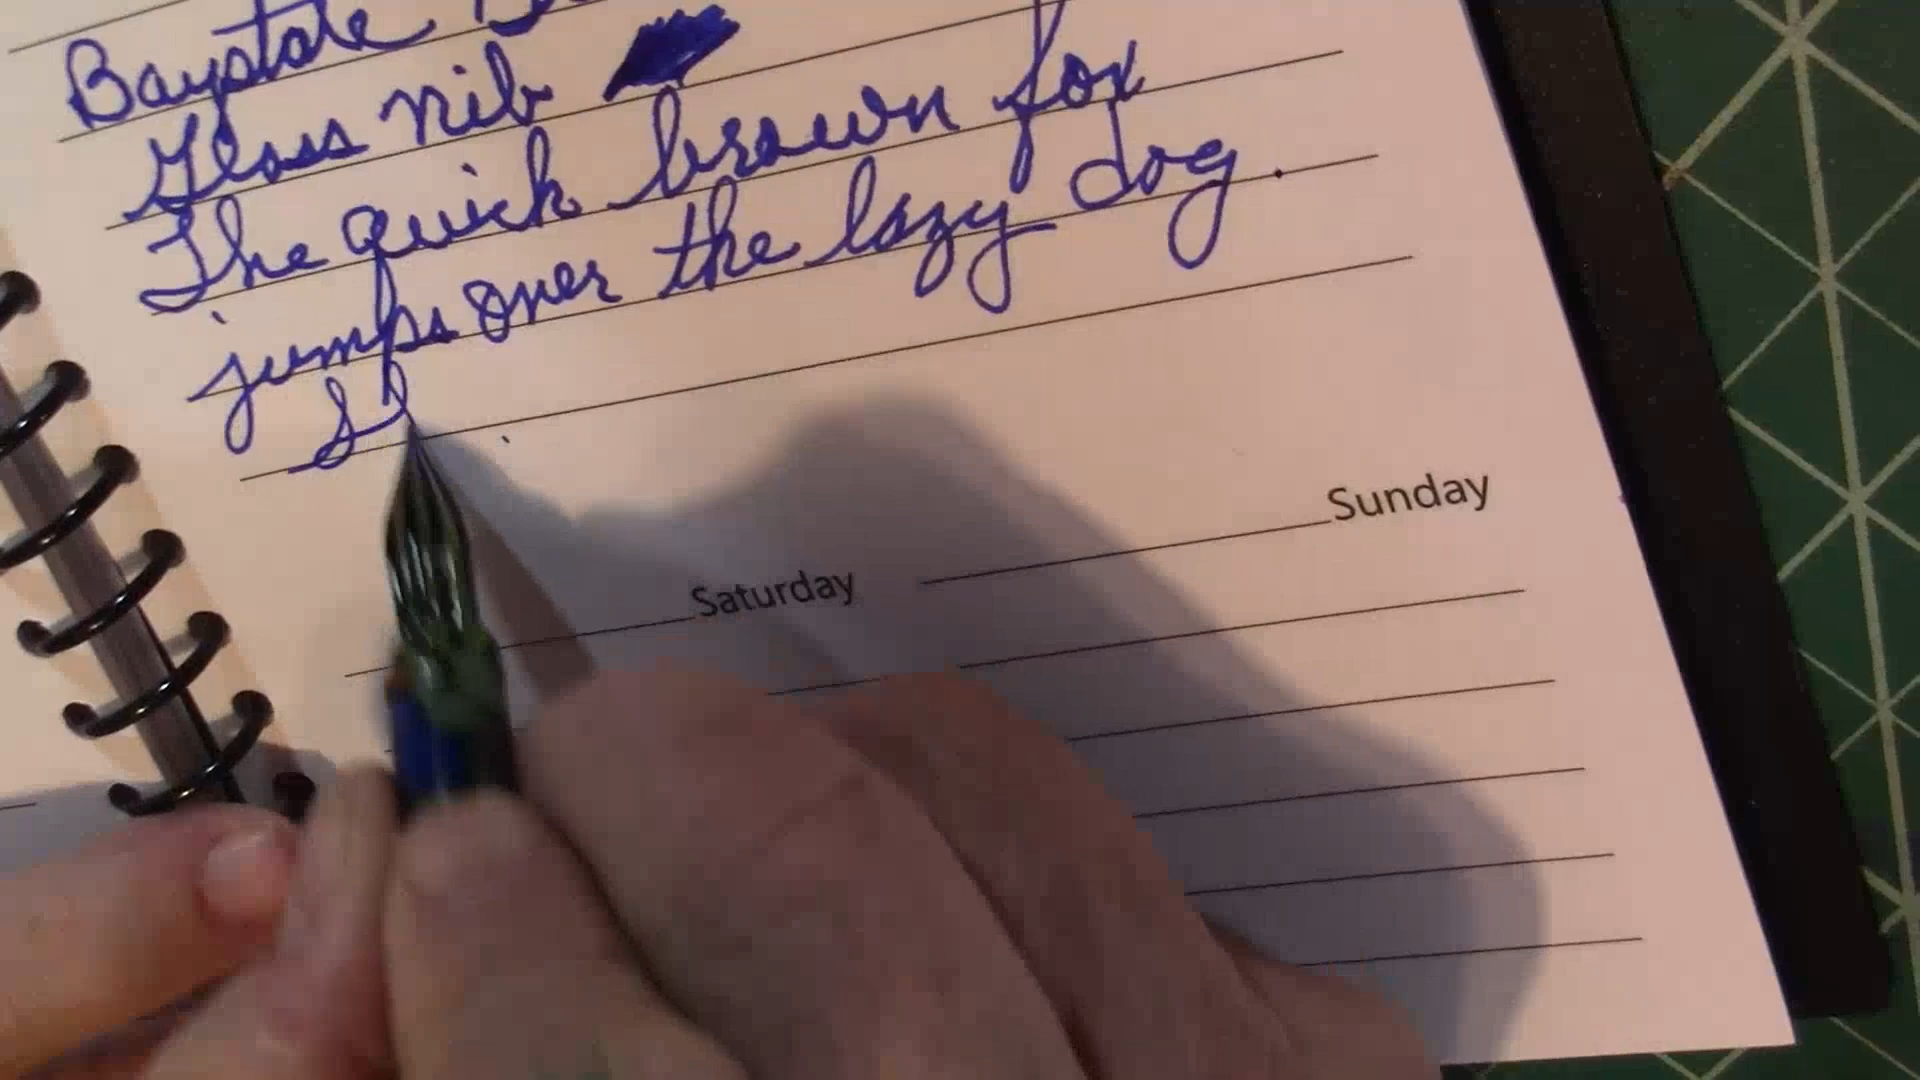 Baystate
Glass nib
The quick brown fox
jumps over the lazy dog.
Sunday
Saturday